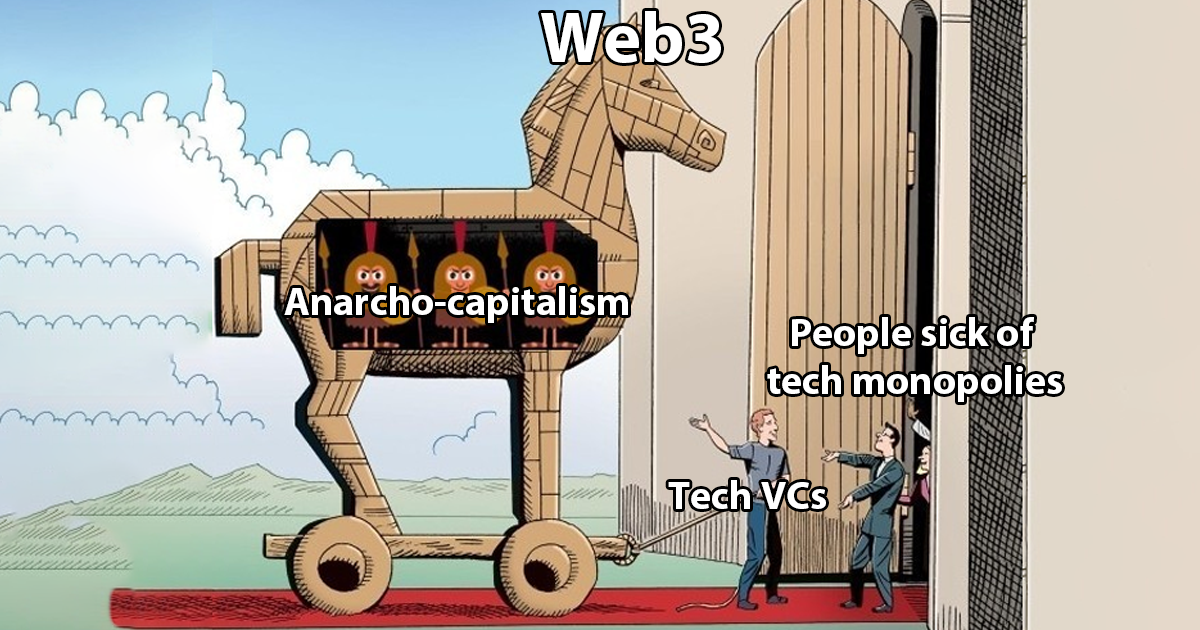 Web3
Anarcho-capitalism
People sick of
tech monopolies
Tech VCs